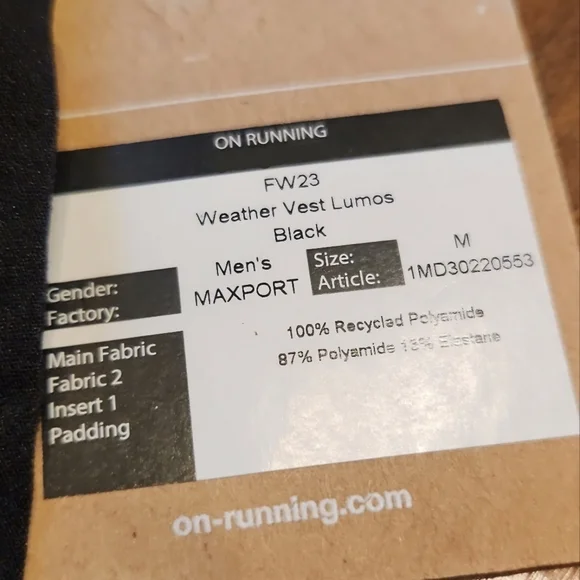 ON RUNNING
FW23
Weather Vest Lumos
Black
Gender: Men's Size: M
Factory: MAXPORT Article: 1MD30220553
Main Fabric 100% Recycled Polyamide
Fabric 2 87% Polyamide 13% Elastane
Insert 1
Padding
on-running.com